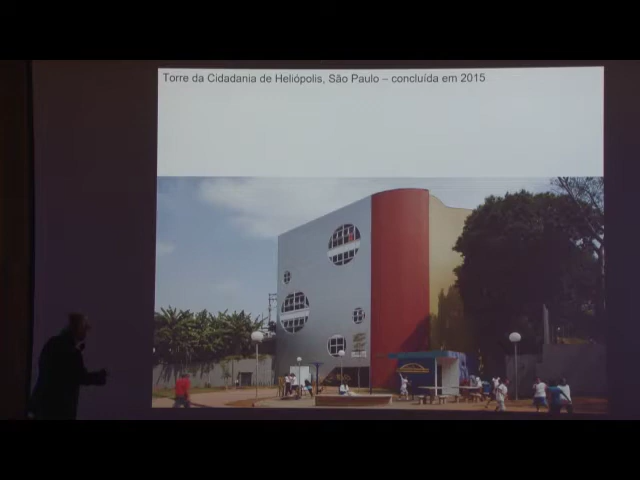 Torre da Cidadania de Heliópolis, São Paulo – concluída em 2015